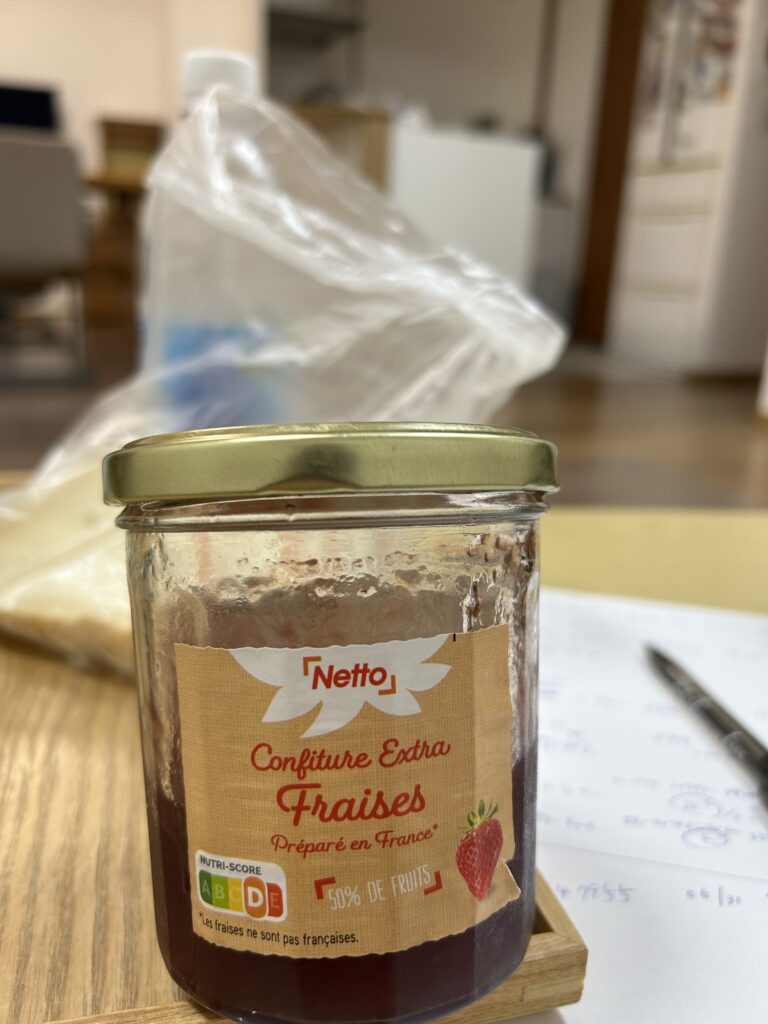 Netto
Confiture Extra
Fraises
Préparé en France*
NUTRI-SCORE
A B C D E
50% DE FRUITS
*Les fraises ne sont pas françaises.